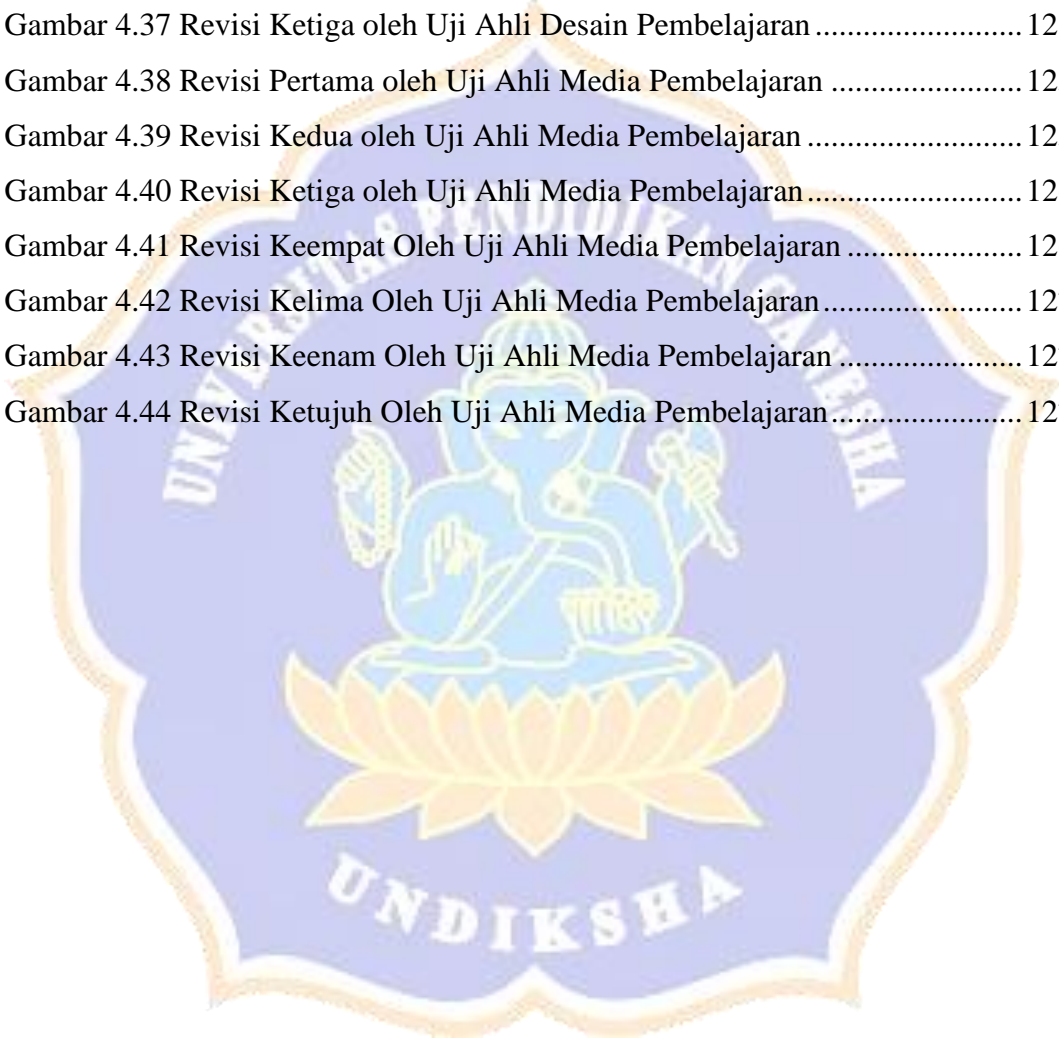 Gambar 4.37 Revisi Ketiga oleh Uji Ahli Desain Pembelajaran ......................... 12
Gambar 4.38 Revisi Pertama oleh Uji Ahli Media Pembelajaran ....................... 12
Gambar 4.39 Revisi Kedua oleh Uji Ahli Media Pembelajaran .......................... 12
Gambar 4.40 Revisi Ketiga oleh Uji Ahli Media Pembelajaran .......................... 12
Gambar 4.41 Revisi Keempat Oleh Uji Ahli Media Pembelajaran ..................... 12
Gambar 4.42 Revisi Kelima Oleh Uji Ahli Media Pembelajaran ........................ 12
Gambar 4.43 Revisi Keenam Oleh Uji Ahli Media Pembelajaran ...................... 12
Gambar 4.44 Revisi Ketujuh Oleh Uji Ahli Media Pembelajaran ....................... 12
UNIVERSITAS PENDIDIKAN GANESHA
UNDIKSHA